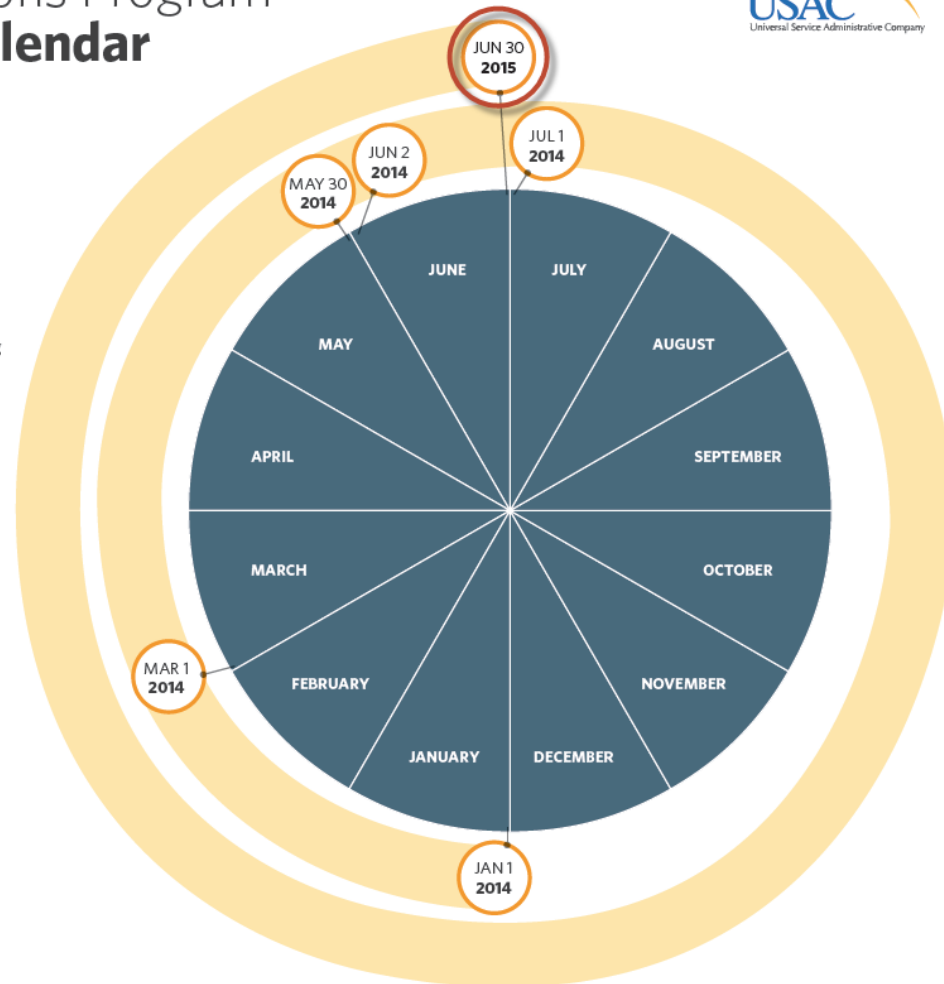 Program
lendar
USAC
Universal Service Administrative Company
JUN 30
2015
JUL 1
2014
JUN 2
2014
MAY 30
2014
JUNE
JULY
MAY
AUGUST
APRIL
SEPTEMBER
MARCH
OCTOBER
MAR 1
2014
FEBRUARY
NOVEMBER
JANUARY
DECEMBER
JAN 1
2014